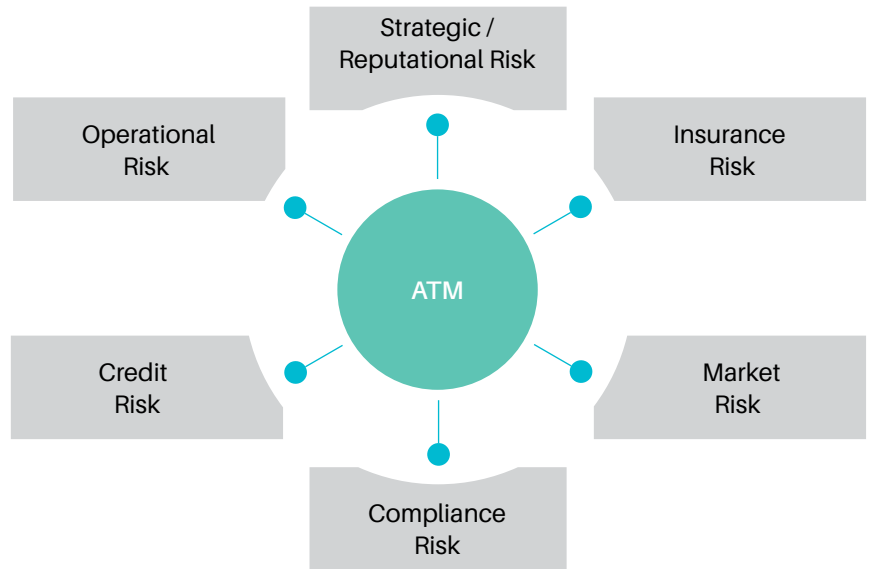 Strategic /
Reputational Risk
Operational
Risk
Insurance
Risk
ATM
Credit
Risk
Market
Risk
Compliance
Risk